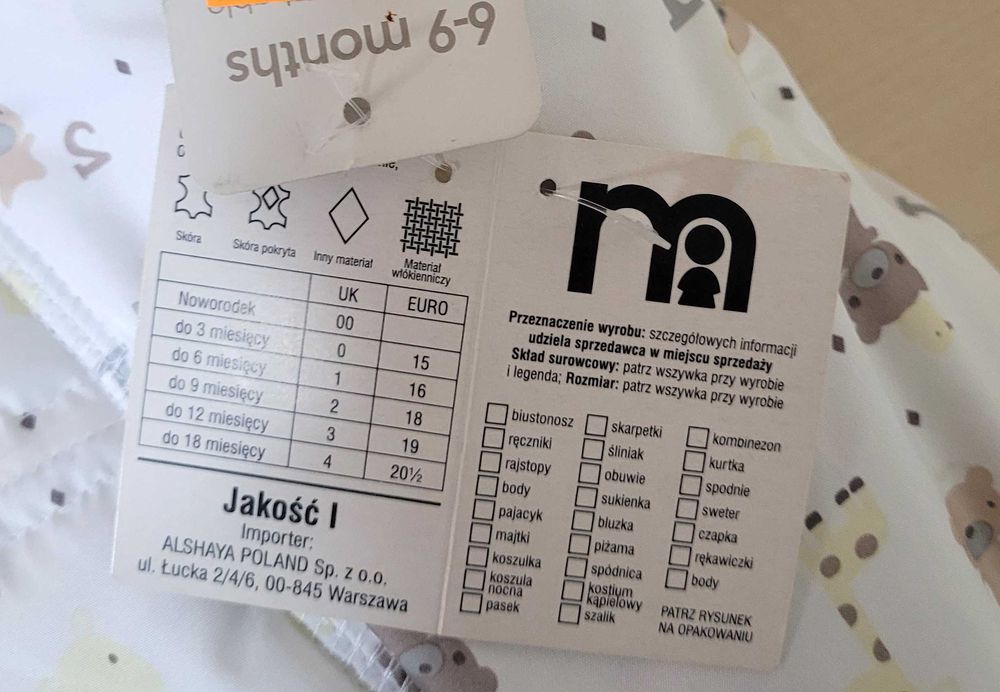 6-9 months
Skóra
Skóra pokryta
Inny materiał
Materiał
włókienniczy
UK EURO
Noworodek 00
do 3 miesięcy 0 15
do 6 miesięcy 1 16
do 9 miesięcy 2 18
do 12 miesięcy 3 19
do 18 miesięcy 4 20½
Jakość I
Importer:
ALSHAYA POLAND Sp. z o.o.
ul. Łucka 2/4/6, 00-845 Warszawa
m
Przeznaczenie wyrobu: szczegółowych informacji
udziela sprzedawca w miejscu sprzedaży
Skład surowcowy: patrz wszywka przy wyrobie
i legenda; Rozmiar: patrz wszywka przy wyrobie
biustonosz
ręczniki
rajstopy
body
pajacyk
majtki
koszulka
koszula
nocna
pasek
skarpetki
śliniak
obuwie
sukienka
bluzka
piżama
spódnica
kostium
kąpielowy
szalik
kombinezon
kurtka
spodnie
sweter
czapka
rękawiczki
body
PATRZ RYSUNEK
NA OPAKOWANIU
5